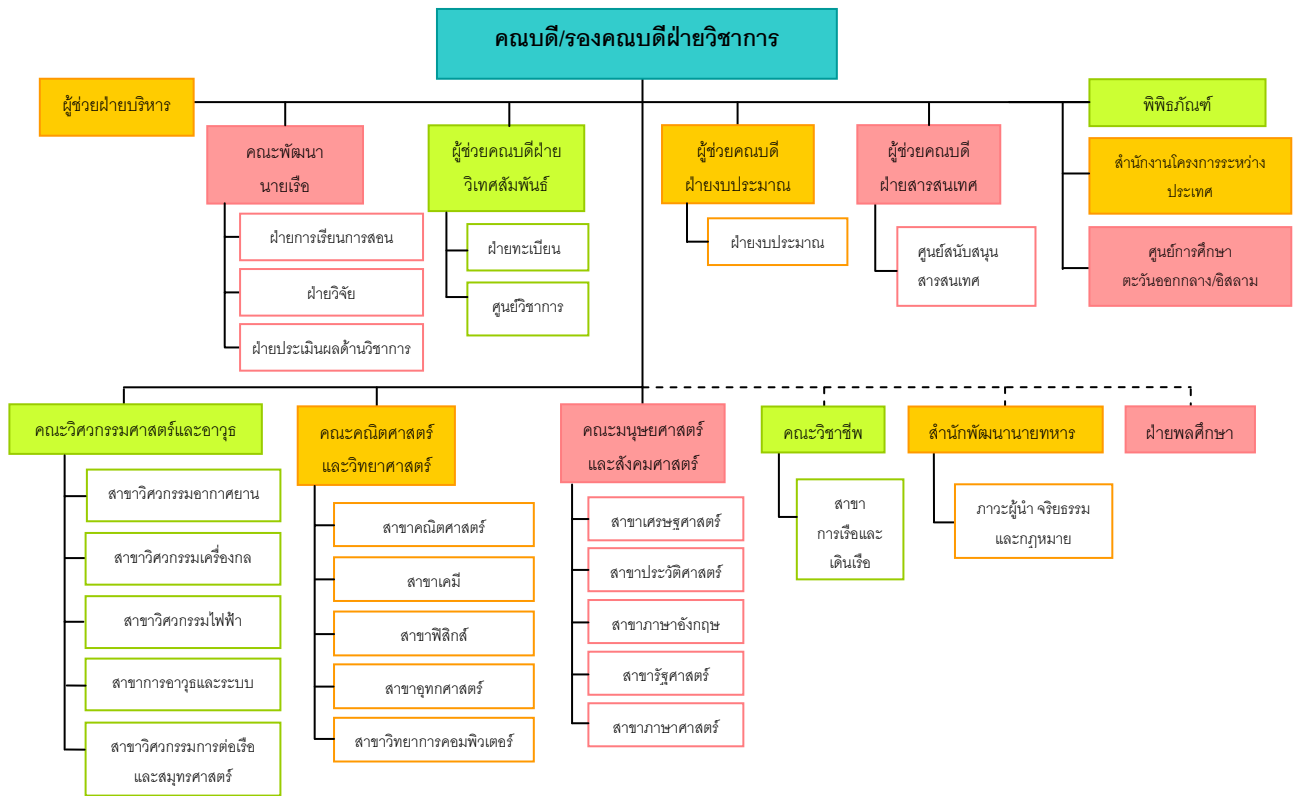 คณบดี/รองคณบดีฝ่ายวิชาการ
ผู้ช่วยฝ่ายบริหาร
พิพิธภัณฑ์
คณะพัฒนา
นายเรือ
ผู้ช่วยคณบดีฝ่าย
วิเทศสัมพันธ์
ผู้ช่วยคณบดี
ฝ่ายงบประมาณ
ผู้ช่วยคณบดี
ฝ่ายสารสนเทศ
สำนักงานโครงการระหว่าง
ประเทศ
ฝ่ายการเรียนการสอน
ฝ่ายวิจัย
ฝ่ายประเมินผลด้านวิชาการ
ฝ่ายทะเบียน
ศูนย์วิชาการ
ฝ่ายงบประมาณ
ศูนย์สนับสนุน
สารสนเทศ
ศูนย์การศึกษา
ตะวันออกกลาง/อิสลาม
คณะวิศวกรรมศาสตร์และอาวุธ
คณะคณิตศาสตร์
และวิทยาศาสตร์
คณะมนุษยศาสตร์
และสังคมศาสตร์
คณะวิชาชีพ
สำนักพัฒนานายทหาร
ฝ่ายพลศึกษา
สาขาวิศวกรรมอากาศยาน
สาขาวิศวกรรมเครื่องกล
สาขาวิศวกรรมไฟฟ้า
สาขาการอาวุธและระบบ
สาขาวิศวกรรมการต่อเรือ
และสมุทรศาสตร์
สาขาคณิตศาสตร์
สาขาเคมี
สาขาฟิสิกส์
สาขาอุทกศาสตร์
สาขาวิทยาการคอมพิวเตอร์
สาขาเศรษฐศาสตร์
สาขาประวัติศาสตร์
สาขาภาษาอังกฤษ
สาขารัฐศาสตร์
สาขาภาษาศาสตร์
สาขา
การเรือและ
เดินเรือ
ภาวะผู้นำ จริยธรรม
และกฎหมาย